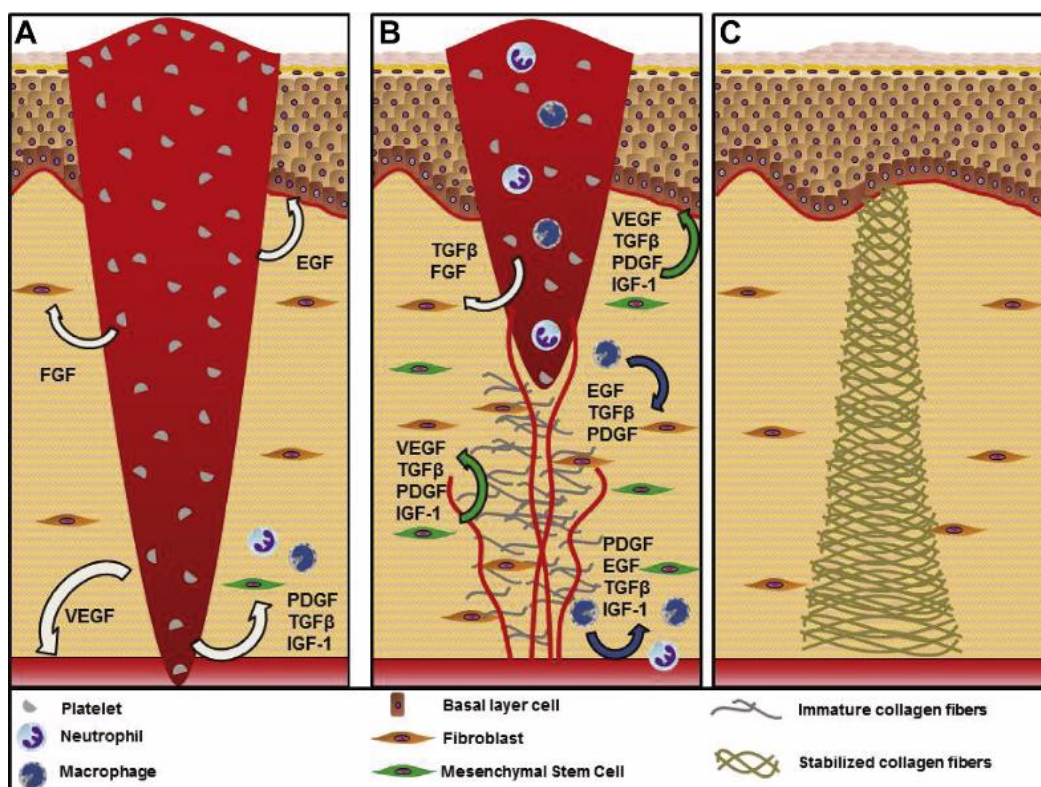 A
EGF
FGF
VEGF
PDGF
TGFβ
IGF-1
B
TGFβ
FGF
VEGF
TGFβ
PDGF
IGF-1
EGF
TGFβ
PDGF
VEGF
TGFβ
PDGF
IGF-1
PDGF
EGF
TGFβ
IGF-1
C
Platelet
Neutrophil
Macrophage
Basal layer cell
Fibroblast
Mesenchymal Stem Cell
Immature collagen fibers
Stabilized collagen fibers